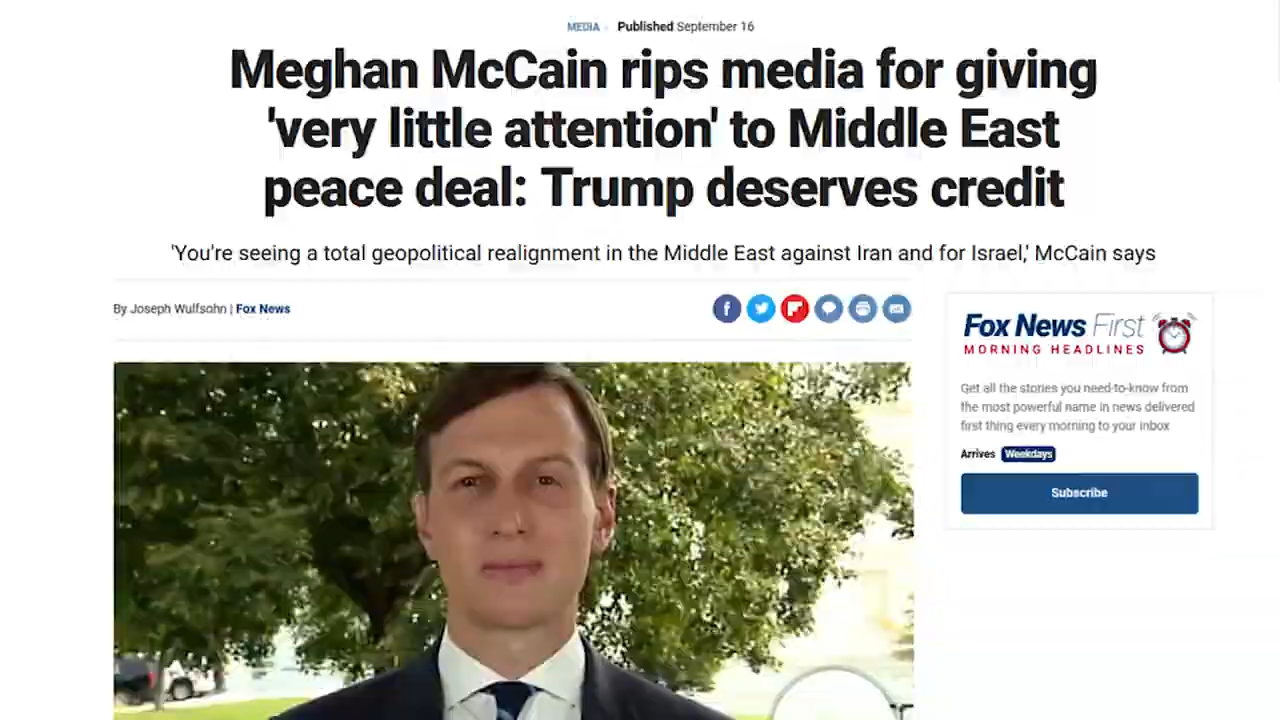 MEDIA · Published September 16
Meghan McCain rips media for giving
'very little attention' to Middle East
peace deal: Trump deserves credit
'You're seeing a total geopolitical realignment in the Middle East against Iran and for Israel,' McCain says
By Joseph Wulfsohn | Fox News
Fox News First
MORNING HEADLINES
Get all the stories you need-to-know from
the most powerful name in news delivered
first thing every morning to your inbox
Arrives Weekdays
Subscribe